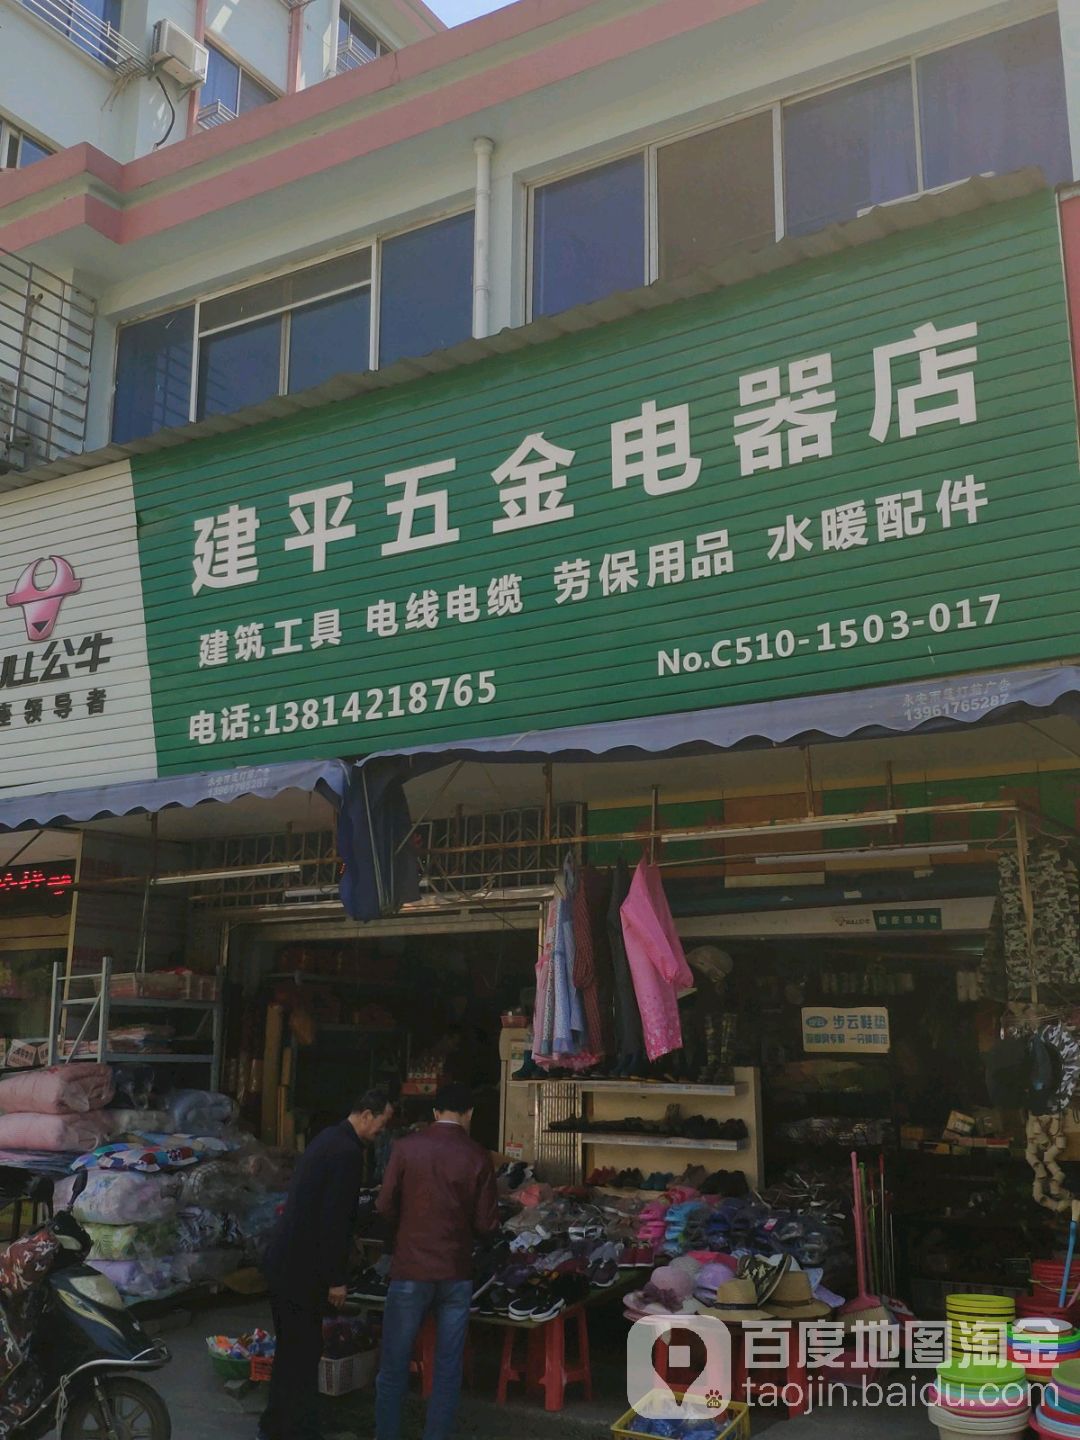 建平五金电器店
建筑工具 电线电缆 劳保用品 水暖配件
电话:13814218765
No.C510-1503-017
公牛
领导者
13961765287
13961765287
步云鞋垫
百度地图淘金
taojin.baidu.com